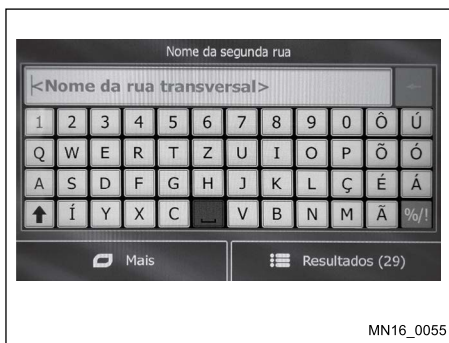 Nome da segunda rua
<Nome da rua transversal>
1 2 3 4 5 6 7 8 9 0 Ô Ú
Q W E R T Z U I O P Õ Ó
A S D F G H J K L Ç É Á
Í Y X C V B N M Ã %/!
Mais Resultados (29)
MN16_0055